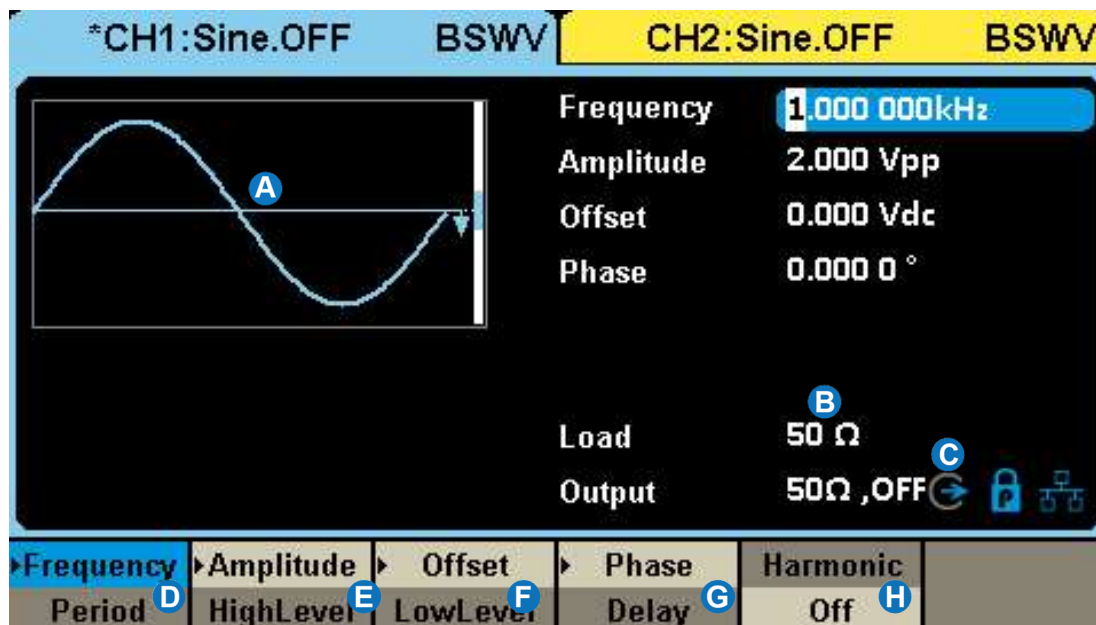 *CH1:Sine.OFF BSWV CH2:Sine.OFF BSWV
Frequency 1.000 000kHz
Amplitude 2.000 Vpp
Offset 0.000 Vdc
Phase 0.000 0 °
A
B
Load 50 Ω
C
Output 50Ω ,OFF P
Frequency Amplitude Offset Phase Harmonic
Period D HighLevel E LowLevel F Delay G Off H